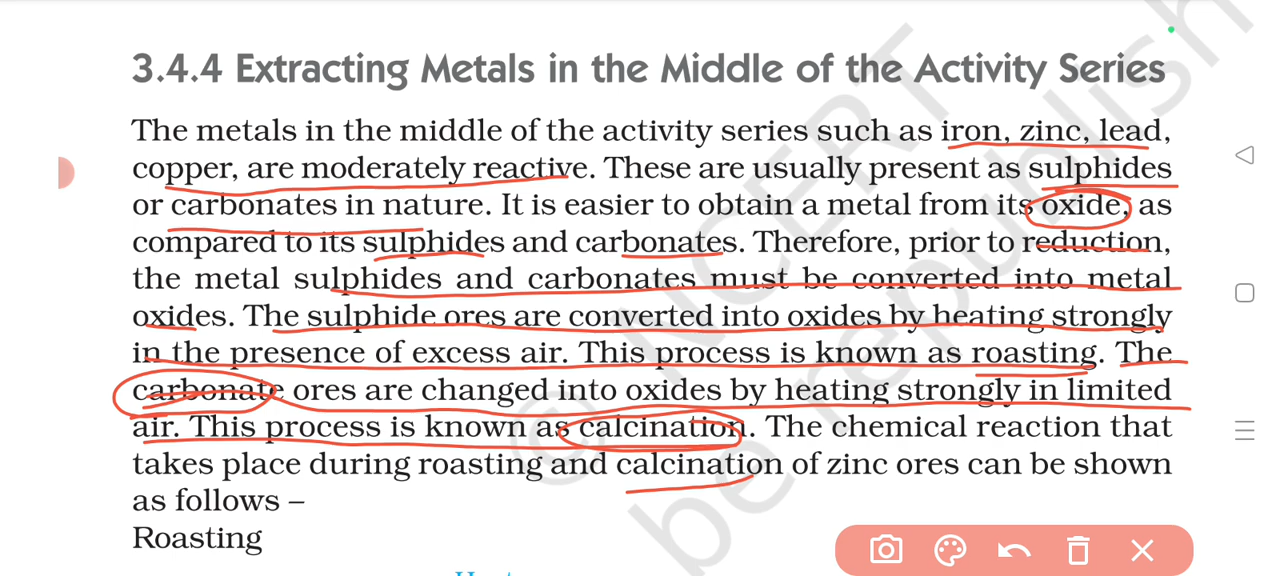 3.4.4 Extracting Metals in the Middle of the Activity Series
The metals in the middle of the activity series such as iron, zinc, lead,
copper, are moderately reactive. These are usually present as sulphides
or carbonates in nature. It is easier to obtain a metal from its oxide, as
compared to its sulphides and carbonates. Therefore, prior to reduction,
the metal sulphides and carbonates must be converted into metal
oxides. The sulphide ores are converted into oxides by heating strongly
in the presence of excess air. This process is known as roasting. The
carbonate ores are changed into oxides by heating strongly in limited
air. This process is known as calcination. The chemical reaction that
takes place during roasting and calcination of zinc ores can be shown
as follows –
Roasting
© NCERT
be republish